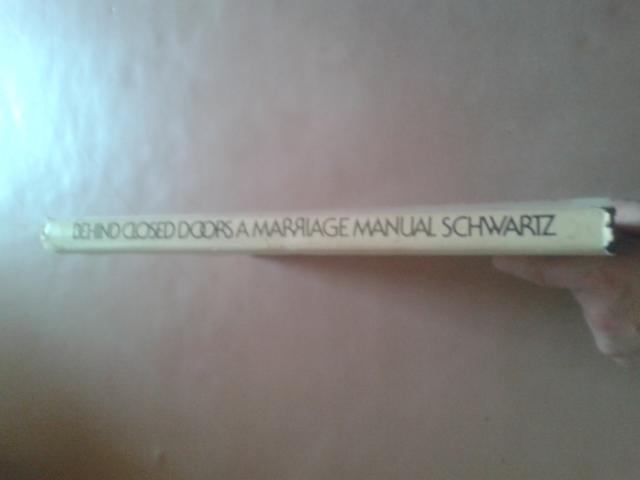 BEHIND CLOSED DOORS A MARRIAGE MANUAL SCHWARTZ